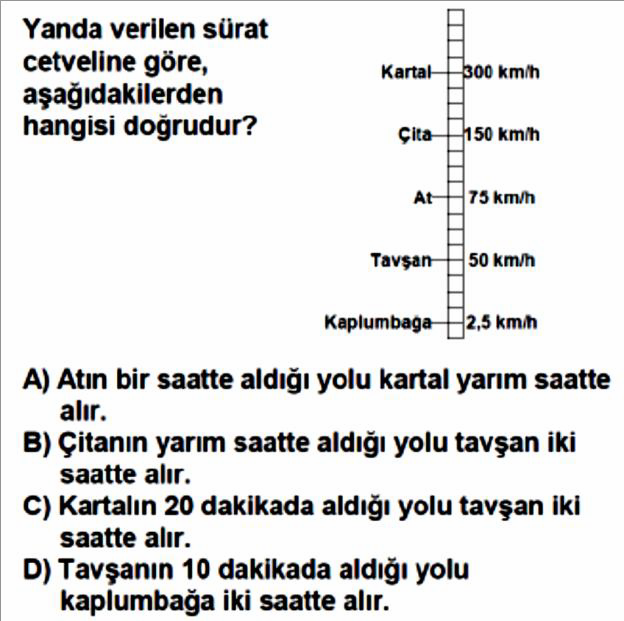 Yanda verilen sürat
cetveline göre,
aşağıdakilerden
hangisi doğrudur?
Kartal 300 km/h
Çita 150 km/h
At 75 km/h
Tavşan 50 km/h
Kaplumbağa 2,5 km/h
A) Atın bir saatte aldığı yolu kartal yarım saatte
alır.
B) Çitanın yarım saatte aldığı yolu tavşan iki
saatte alır.
C) Kartalın 20 dakikada aldığı yolu tavşan iki
saatte alır.
D) Tavşanın 10 dakikada aldığı yolu
kaplumbağa iki saatte alır.